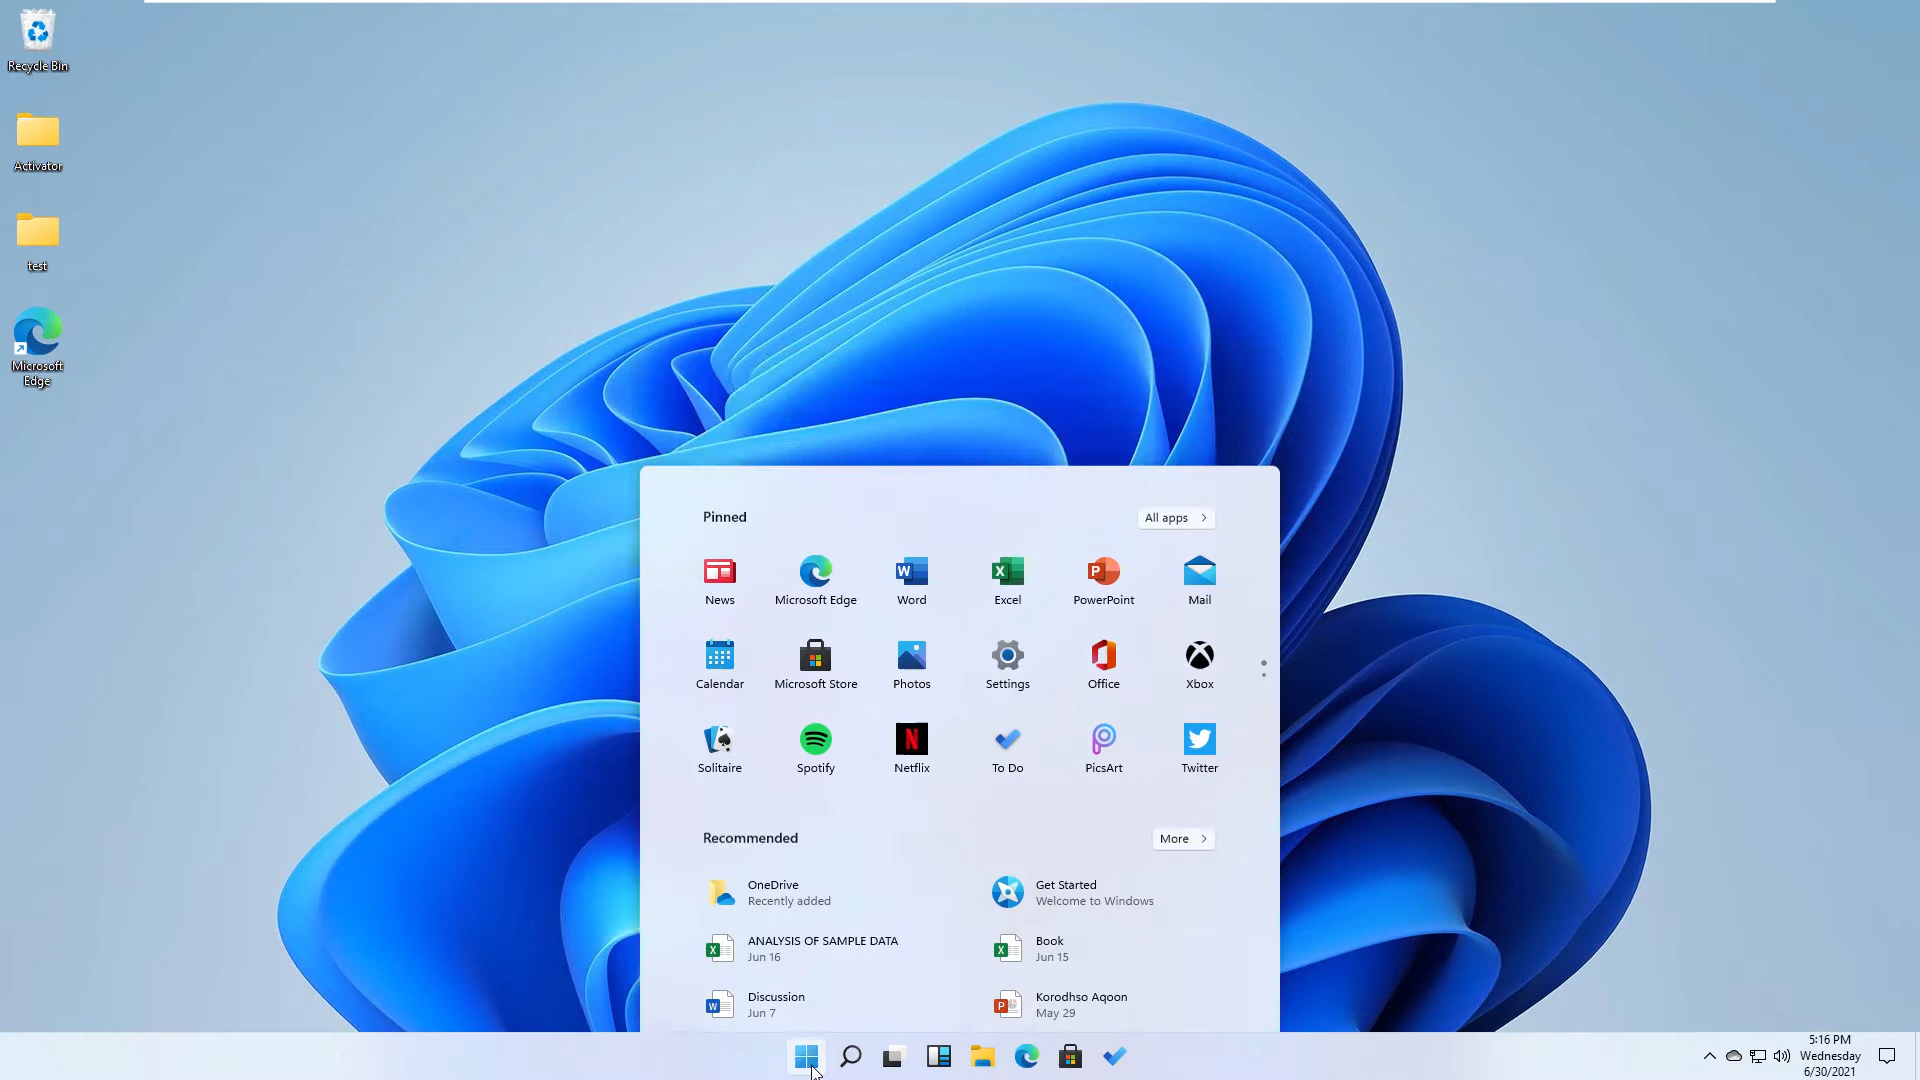 Recycle Bin
Activator
test
Microsoft
Edge
Pinned
All apps
News
Microsoft Edge
Word
Excel
PowerPoint
Mail
Calendar
Microsoft Store
Photos
Settings
Office
Xbox
Solitaire
Spotify
Netflix
To Do
PicsArt
Twitter
Recommended
More
OneDrive
Recently added
Get Started
Welcome to Windows
ANALYSIS OF SAMPLE DATA
Jun 16
Book
Jun 15
Discussion
Jun 7
Korodhso Aqoon
May 29
5:16 PM
Wednesday
6/30/2021